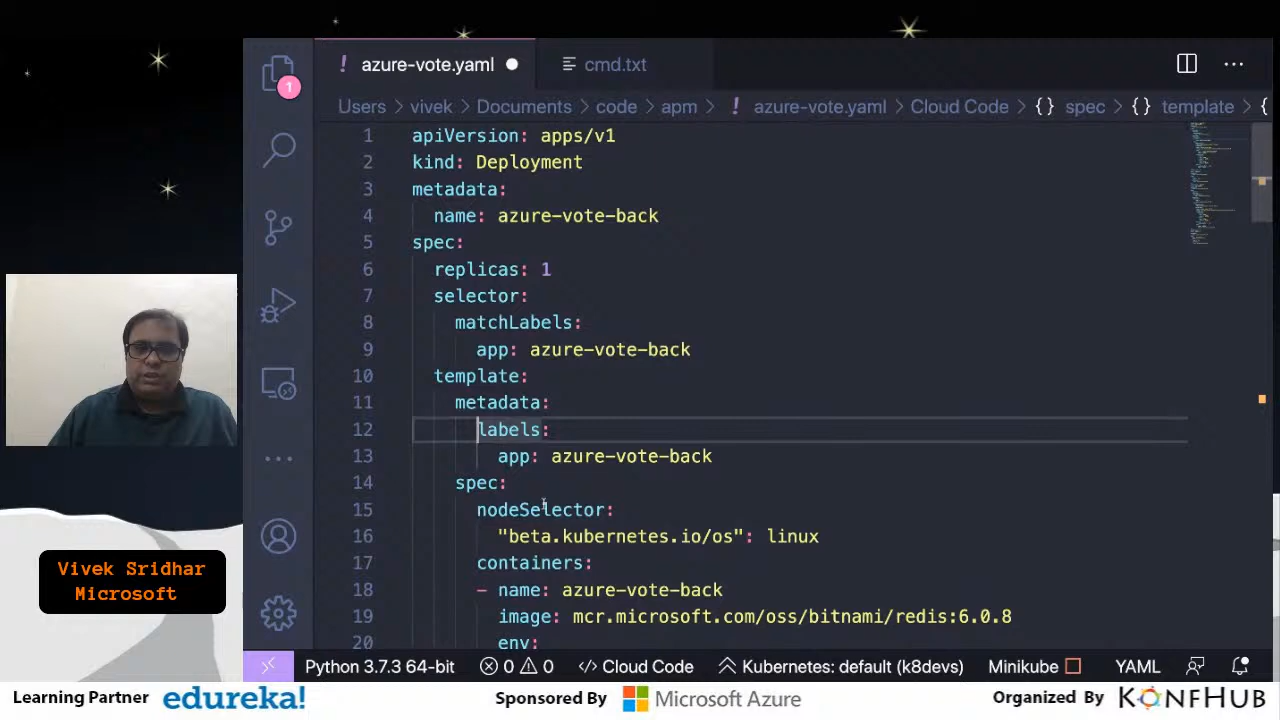 azure-vote.yaml
cmd.txt
1
Users > vivek > Documents > code > apm > ! azure-vote.yaml > Cloud Code > {} spec > {} template > {
1 apiVersion: apps/v1
2 kind: Deployment
3 metadata:
4 name: azure-vote-back
5 spec:
6 replicas: 1
7 selector:
8 matchLabels:
9 app: azure-vote-back
10 template:
11 metadata:
12 labels:
13 app: azure-vote-back
14 spec:
15 nodeSelector:
16 "beta.kubernetes.io/os": linux
17 containers:
18 - name: azure-vote-back
19 image: mcr.microsoft.com/oss/bitnami/redis:6.0.8
20 env:
Vivek Sridhar
Microsoft
Python 3.7.3 64-bit 0 0 </> Cloud Code Kubernetes: default (k8devs) Minikube YAML
Learning Partner edureka! Sponsored By Microsoft Azure Organized By KONFHUB